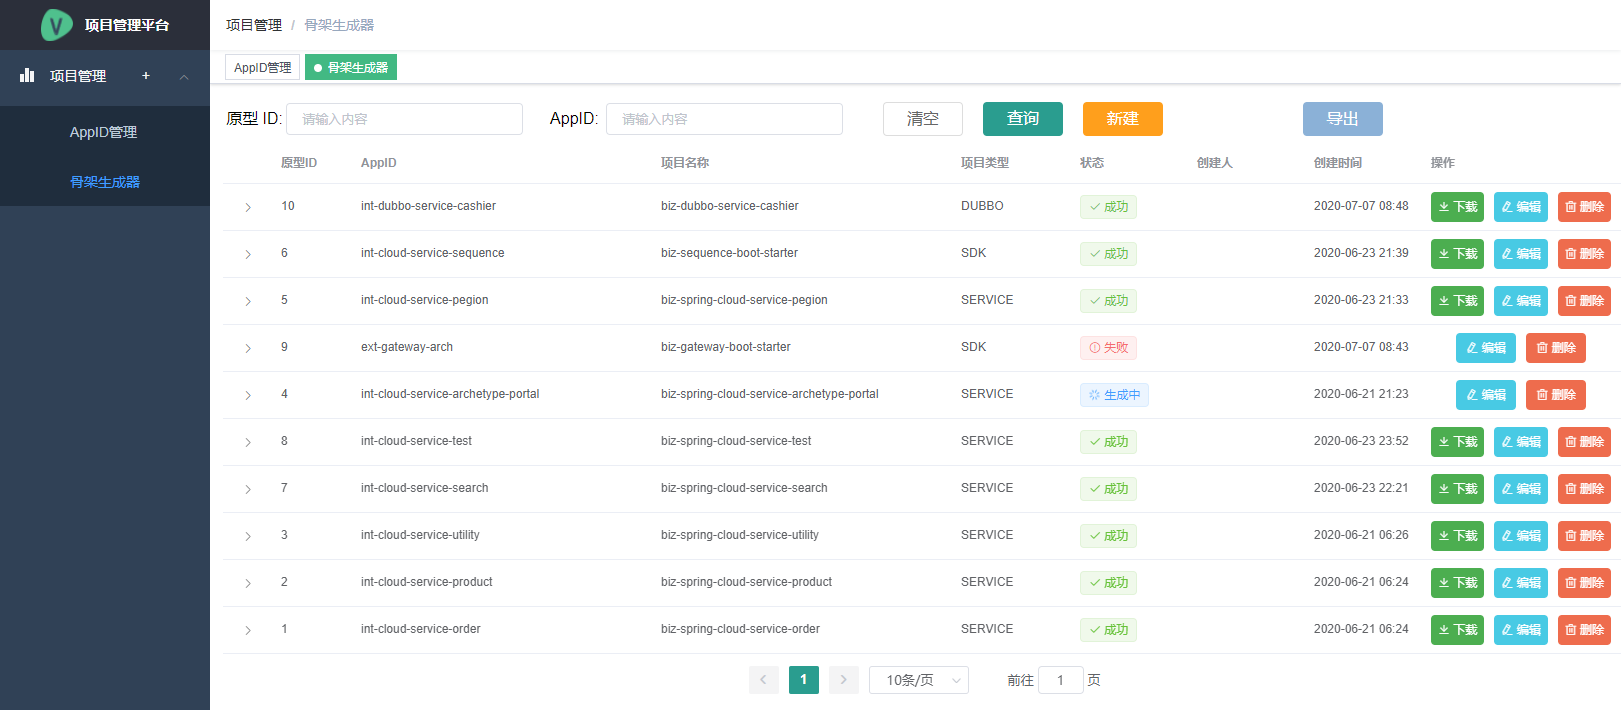 项目管理平台
项目管理 +
AppID管理
骨架生成器
项目管理 / 骨架生成器
AppID管理 骨架生成器
原型 ID: 请输入内容 AppID: 请输入内容 清空 查询 新建 导出
原型ID AppID 项目名称 项目类型 状态 创建人 创建时间 操作
10 int-dubbo-service-cashier biz-dubbo-service-cashier DUBBO 成功 2020-07-07 08:48 下载 编辑 删除
6 int-cloud-service-sequence biz-sequence-boot-starter SDK 成功 2020-06-23 21:39 下载 编辑 删除
5 int-cloud-service-pegion biz-spring-cloud-service-pegion SERVICE 成功 2020-06-23 21:33 下载 编辑 删除
9 ext-gateway-arch biz-gateway-boot-starter SDK 失败 2020-07-07 08:43 编辑 删除
4 int-cloud-service-archetype-portal biz-spring-cloud-service-archetype-portal SERVICE 生成中 2020-06-21 21:23 编辑 删除
8 int-cloud-service-test biz-spring-cloud-service-test SERVICE 成功 2020-06-23 23:52 下载 编辑 删除
7 int-cloud-service-search biz-spring-cloud-service-search SERVICE 成功 2020-06-23 22:21 下载 编辑 删除
3 int-cloud-service-utility biz-spring-cloud-service-utility SERVICE 成功 2020-06-21 06:26 下载 编辑 删除
2 int-cloud-service-product biz-spring-cloud-service-product SERVICE 成功 2020-06-21 06:24 下载 编辑 删除
1 int-cloud-service-order biz-spring-cloud-service-order SERVICE 成功 2020-06-21 06:24 下载 编辑 删除
1 10条/页 前往 1 页